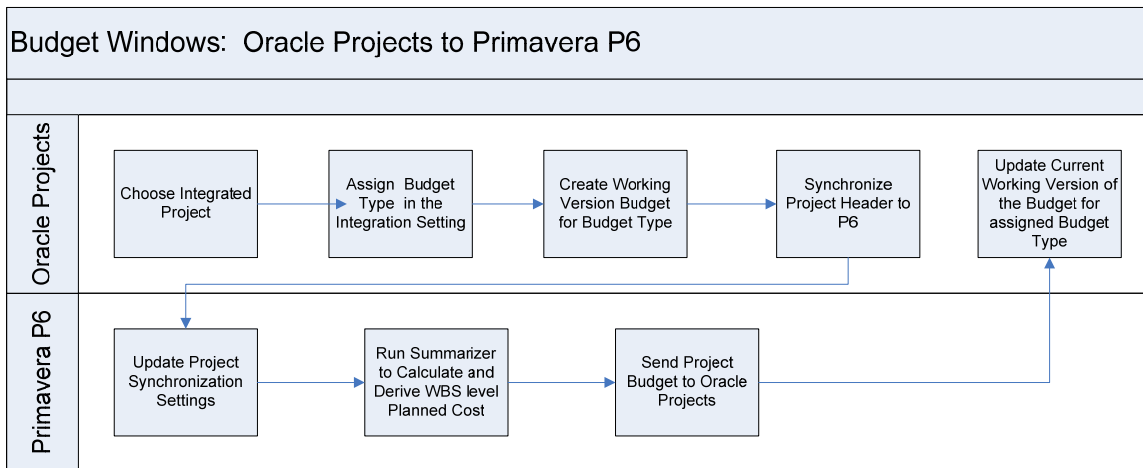 Budget Windows:  Oracle Projects to Primavera P6
Oracle Projects
Choose Integrated
Project
Assign  Budget
Type  in the
Integration Setting
Create Working
Version Budget
for Budget Type
Synchronize
Project Header to
P6
Update Current
Working Version of
the Budget for
assigned Budget
Type
Primavera P6
Update Project
Synchronization
Settings
Run Summarizer
to Calculate and
Derive WBS level
Planned Cost
Send Project
Budget to Oracle
Projects